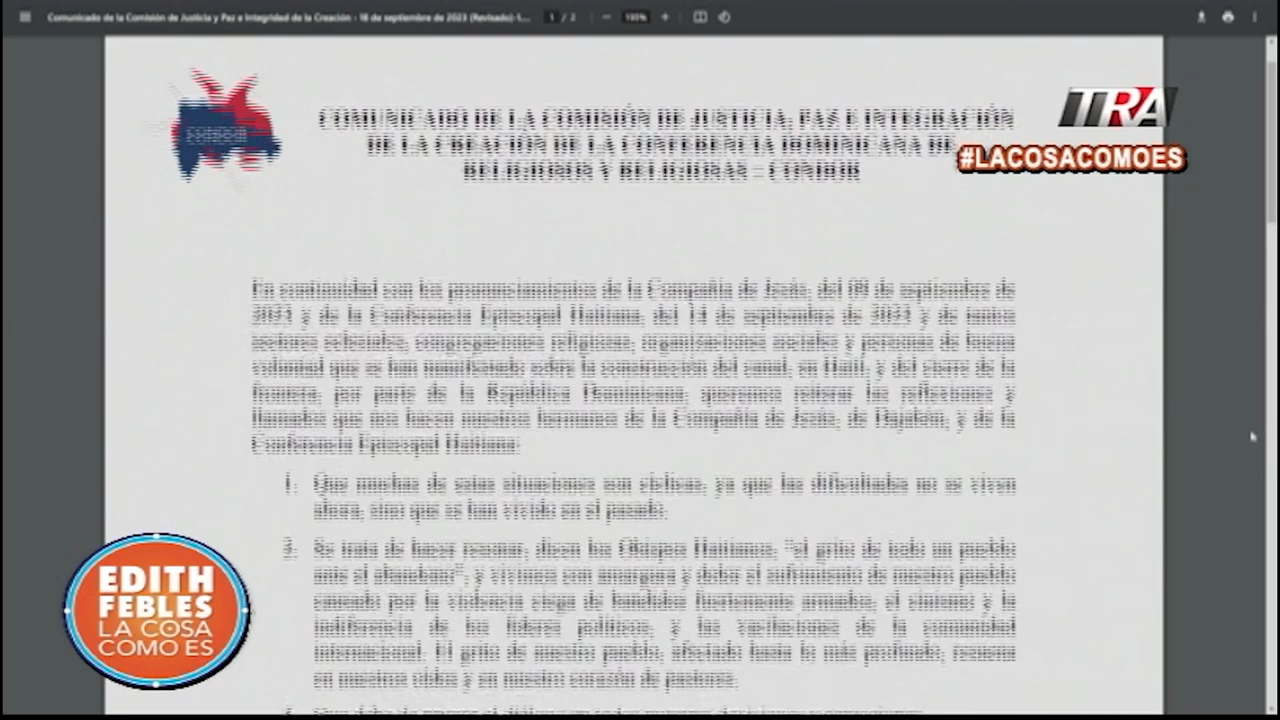 Comunicado de la Comisión de Justicia y Paz e Integridad de la Creación - 18 de septiembre de 2023 (Revisado)-1...
1 / 2
100%
COMUNICADO DE LA COMISIÓN DE JUSTICIA, PAZ E INTEGRACIÓN
DE LA CREACIÓN DE LA CONFERENCIA DOMINICANA DE
RELIGIOSOS Y RELIGIOSAS – CONDOR
TRA
#LACOSACOMOES
En continuidad con los pronunciamientos de la Compañía de Jesús, del 09 de septiembre de
2023 y de la Conferencia Episcopal Haitiana, del 14 de septiembre de 2023 y de tantos
sectores eclesiales, congregaciones religiosas, organizaciones sociales y personas de buena
voluntad que se han manifestado sobre la construcción del canal, en Haití, y del cierre de la
frontera, por parte de la República Dominicana, queremos reiterar las reflexiones y
llamados que nos hacen nuestros hermanos de la Compañía de Jesús, de Dajabón, y de la
Conferencia Episcopal Haitiana:
1. Que muchas de estas situaciones son cíclicas, ya que las dificultades no se viven
ahora, sino que se han vivido en el pasado.
2. Se trata de hacer resonar, dicen los Obispos Haitianos, "el grito de todo un pueblo
ante el abandono", y vivimos con amargura y dolor el sufrimiento de nuestro pueblo
causado por la violencia ciega de bandidos fuertemente armados, el cinismo y la
indiferencia de los líderes políticos, y las vacilaciones de la comunidad
internacional. El grito de nuestro pueblo, afectado hasta lo más profundo, resuena
en nuestros oídos y en nuestro corazón de pastores.
EDITH
FEBLES
LA COSA
COMO ES